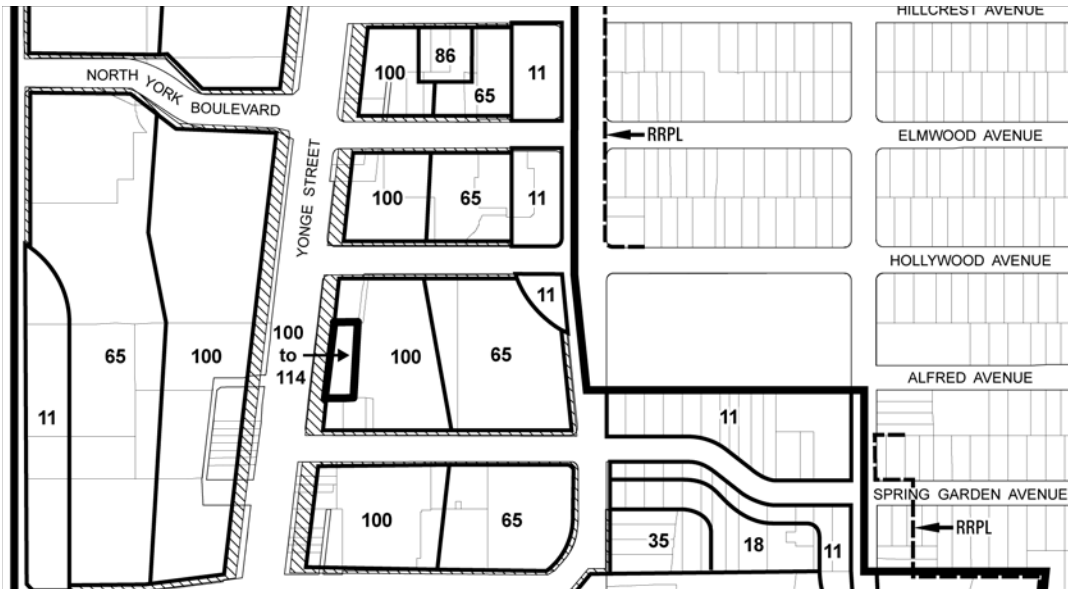 HILLCREST AVENUE
86
100
11
65
NORTH YORK BOULEVARD
RRPL
ELMWOOD AVENUE
YONGE STREET
100
65
11
HOLLYWOOD AVENUE
11
100
to
114
100
65
65
100
ALFRED AVENUE
11
11
SPRING GARDEN AVENUE
100
65
35
18
11
RRPL